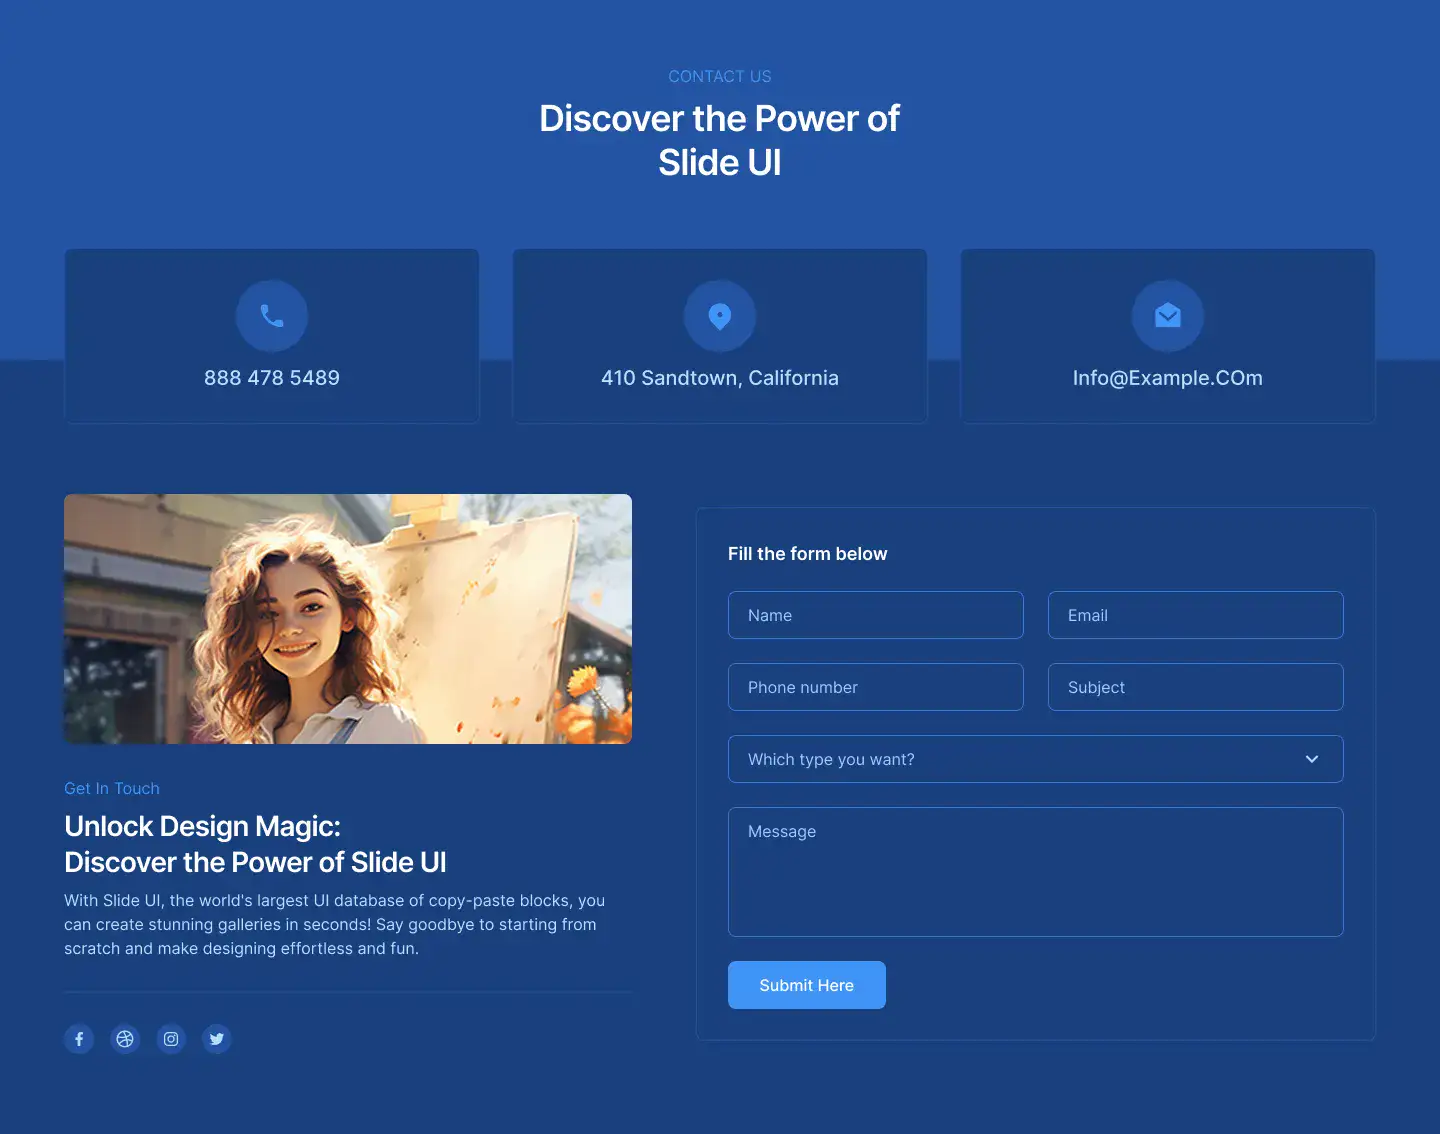 CONTACT US
Discover the Power of
Slide UI
888 478 5489
410 Sandtown, California
Info@Example.COm
Get In Touch
Unlock Design Magic:
Discover the Power of Slide UI
With Slide UI, the world's largest UI database of copy-paste blocks, you
can create stunning galleries in seconds! Say goodbye to starting from
scratch and make designing effortless and fun.
Fill the form below
Name
Email
Phone number
Subject
Which type you want?
Message
Submit Here